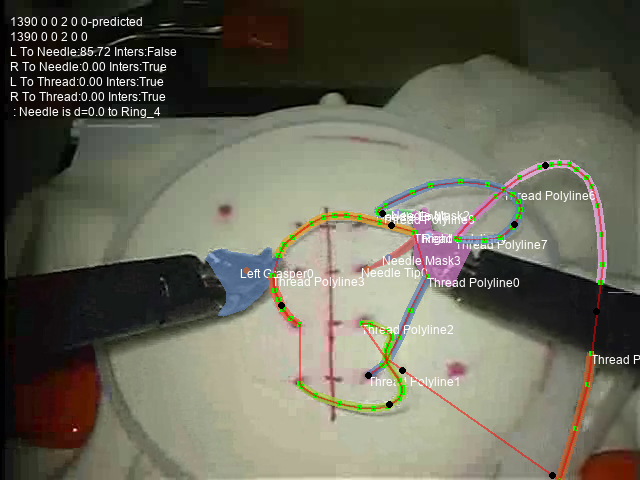 1390 0 0 2 0 0-predicted
1390 0 0 2 0 0
L To Needle:85.72 Inters:False
R To Needle:0.00 Inters:True
L To Thread:0.00 Inters:True
R To Thread:0.00 Inters:True
: Needle is d=0.0 to Ring_4
Thread Polyline6
Thread Polyline7
Needle Mask3
Left Grasper0
Needle Tip0
Thread Polyline3
Thread Polyline0
Thread Polyline2
Thread P
Thread Polyline1